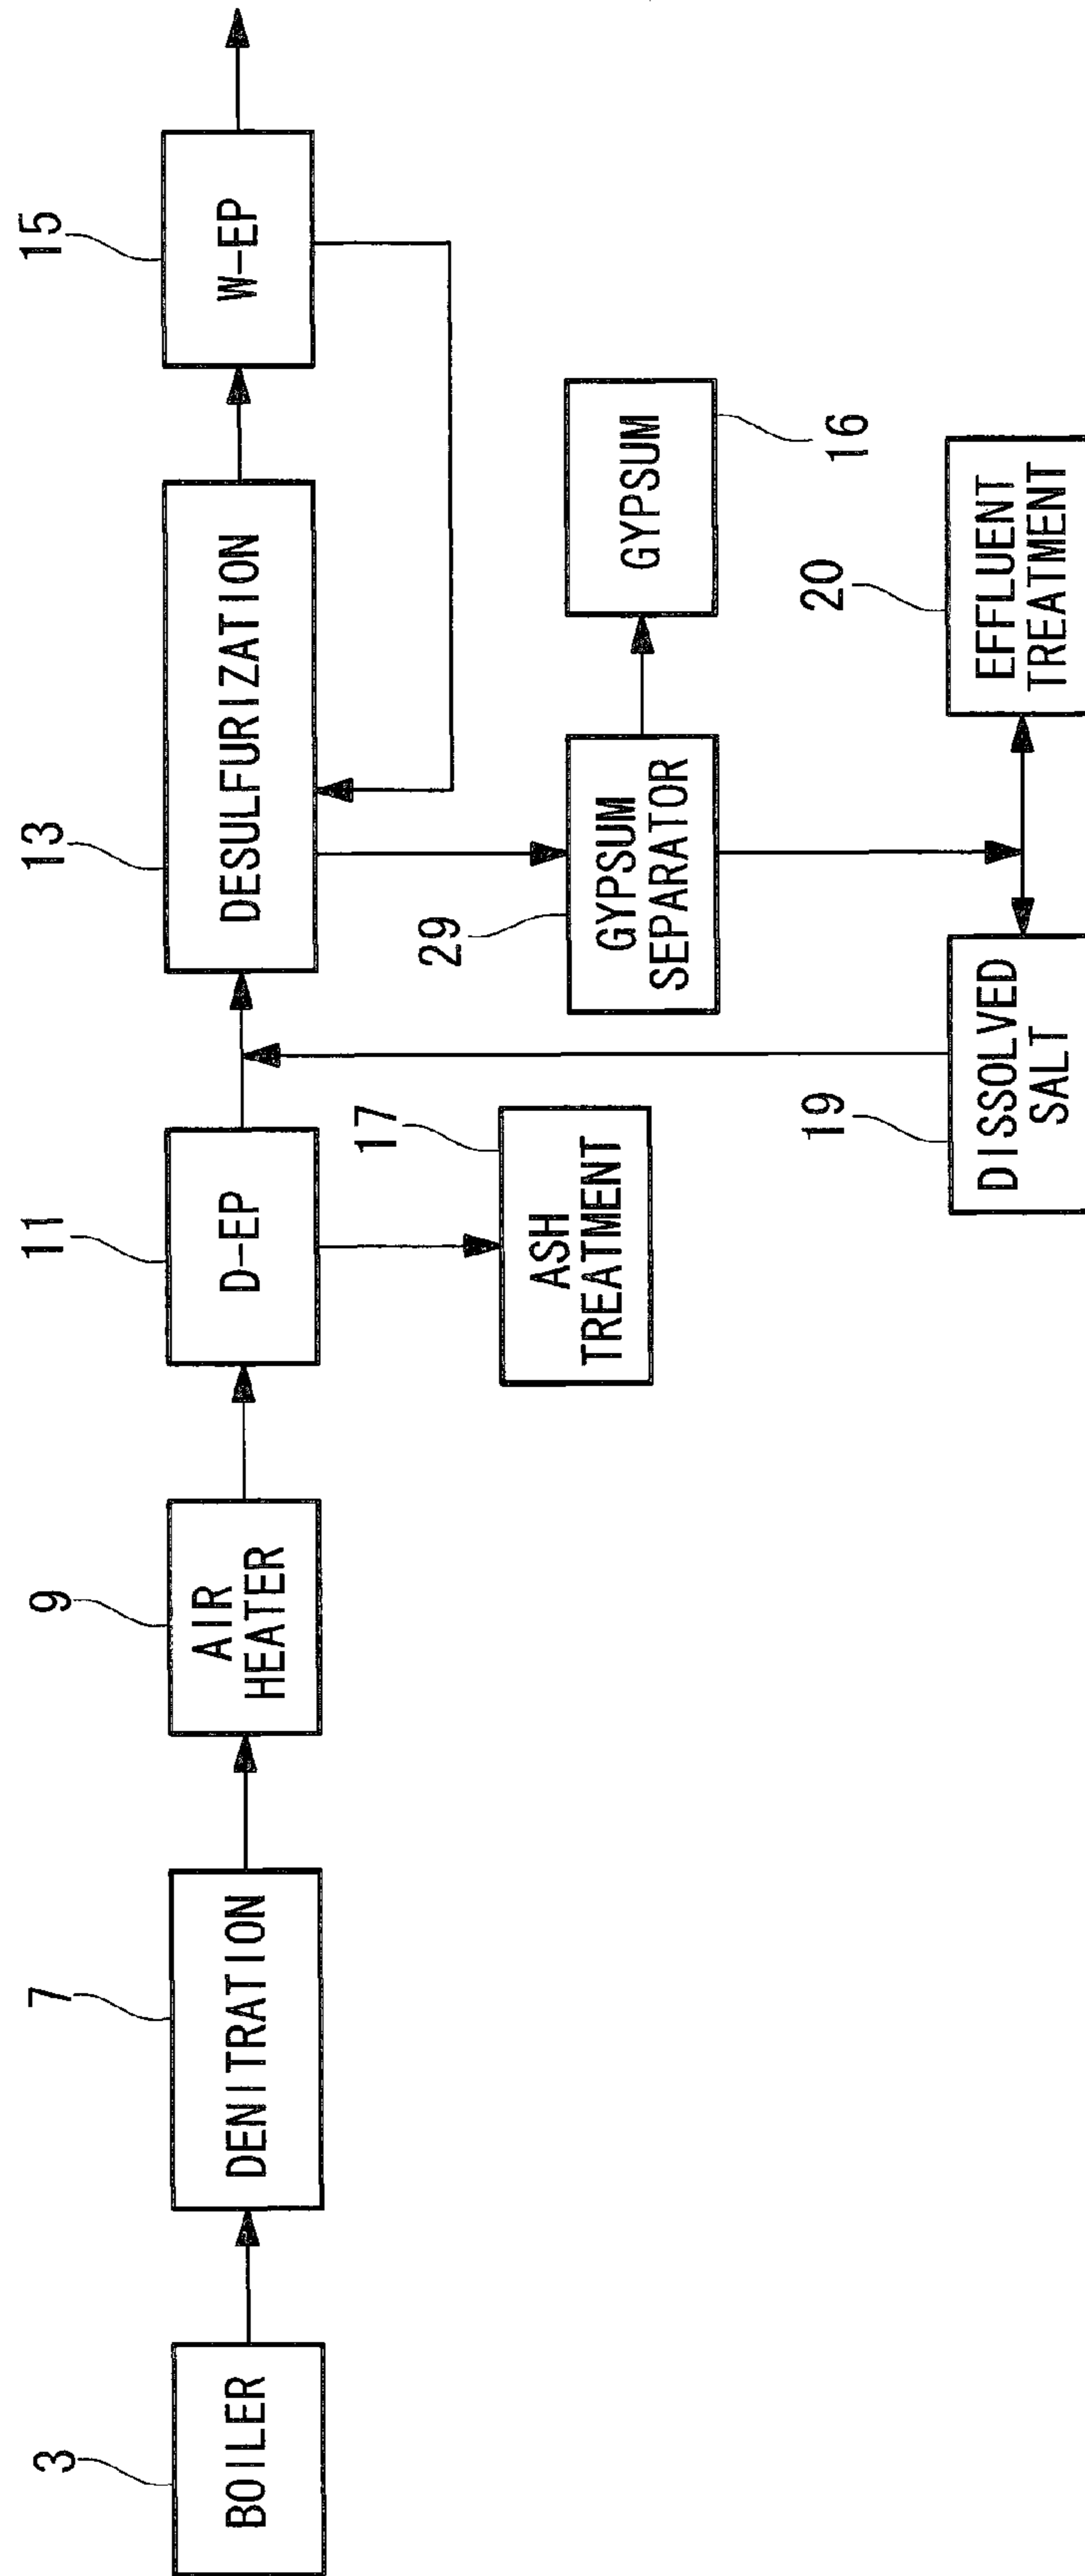 3
BOILER
7
DENITRATION
9
AIR
HEATER
11
D-EP
13
DESULFURIZATION
15
W-EP
17
ASH
TREATMENT
29
GYPSUM
SEPARATOR
GYPSUM
16
19
DISSOLVED
SALT
20
EFFLUENT
TREATMENT